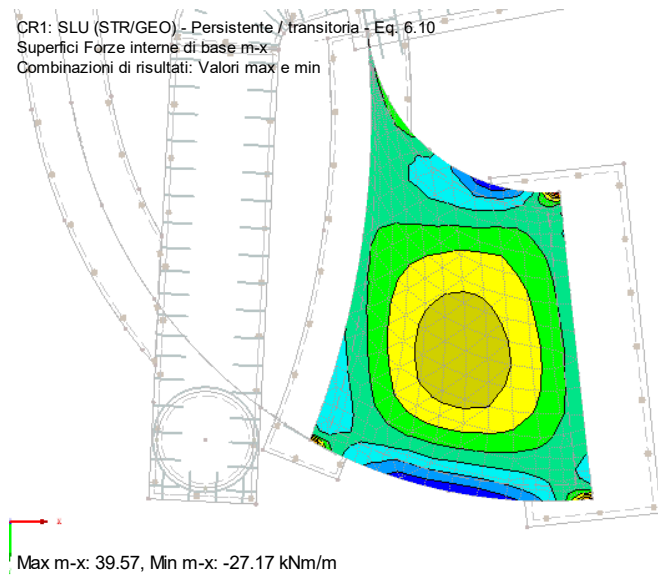 CR1: SLU (STR/GEO) - Persistente / transitoria - Eq. 6.10
Superfici Forze interne di base m-x
Combinazioni di risultati: Valori max e min
x
Max m-x: 39.57, Min m-x: -27.17 kNm/m